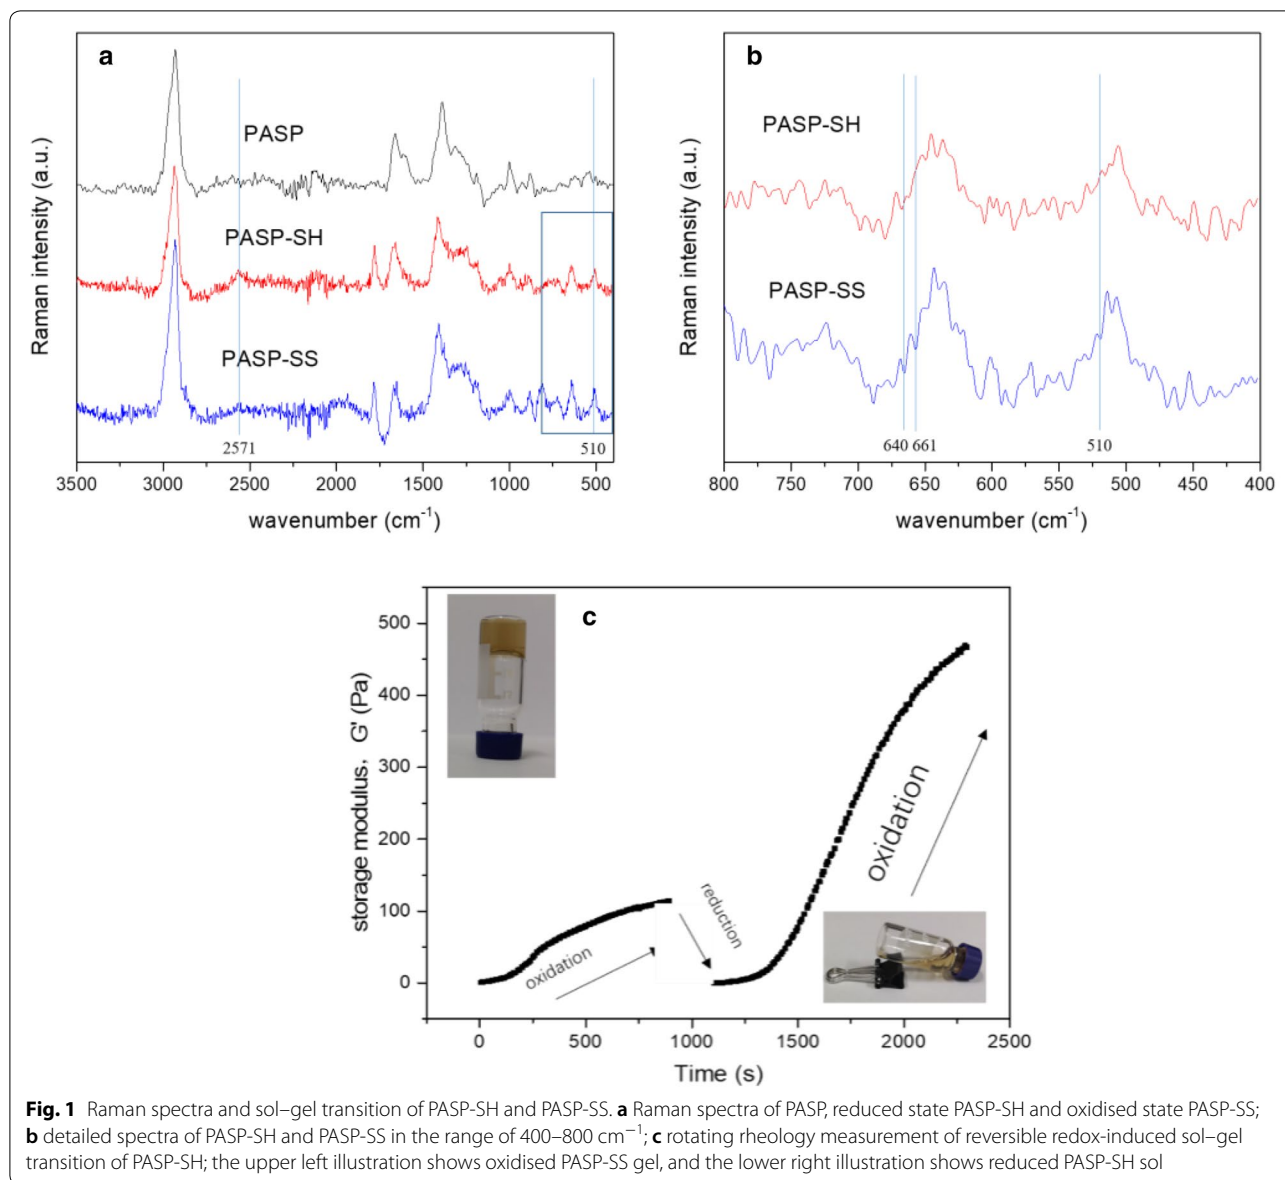 a
PASP
PASP-SH
PASP-SS
2571
510
Raman intensity (a.u.)
3500 3000 2500 2000 1500 1000 500
wavenumber (cm⁻¹)
b
PASP-SH
PASP-SS
640 661
510
Raman intensity (a.u.)
800 750 700 650 600 550 500 450 400
wavenumber (cm⁻¹)
c
500
400
300
200
100
0
storage modulus, G' (Pa)
oxidation
reduction
oxidation
0 500 1000 1500 2000 2500
Time (s)
Fig. 1 Raman spectra and sol–gel transition of PASP-SH and PASP-SS. a Raman spectra of PASP, reduced state PASP-SH and oxidised state PASP-SS;
b detailed spectra of PASP-SH and PASP-SS in the range of 400–800 cm⁻¹; c rotating rheology measurement of reversible redox-induced sol–gel
transition of PASP-SH; the upper left illustration shows oxidised PASP-SS gel, and the lower right illustration shows reduced PASP-SH sol